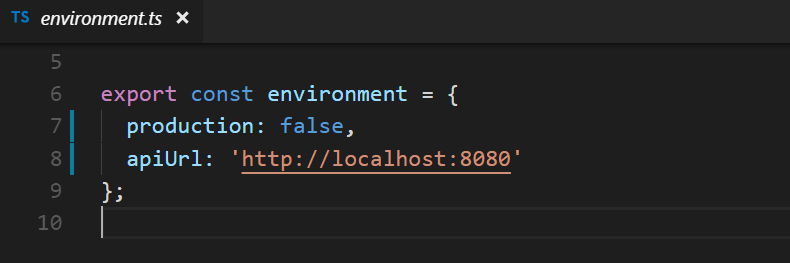 TS environment.ts ×
5
6 export const environment = {
7   production: false,
8   apiUrl: 'http://localhost:8080'
9 };
10